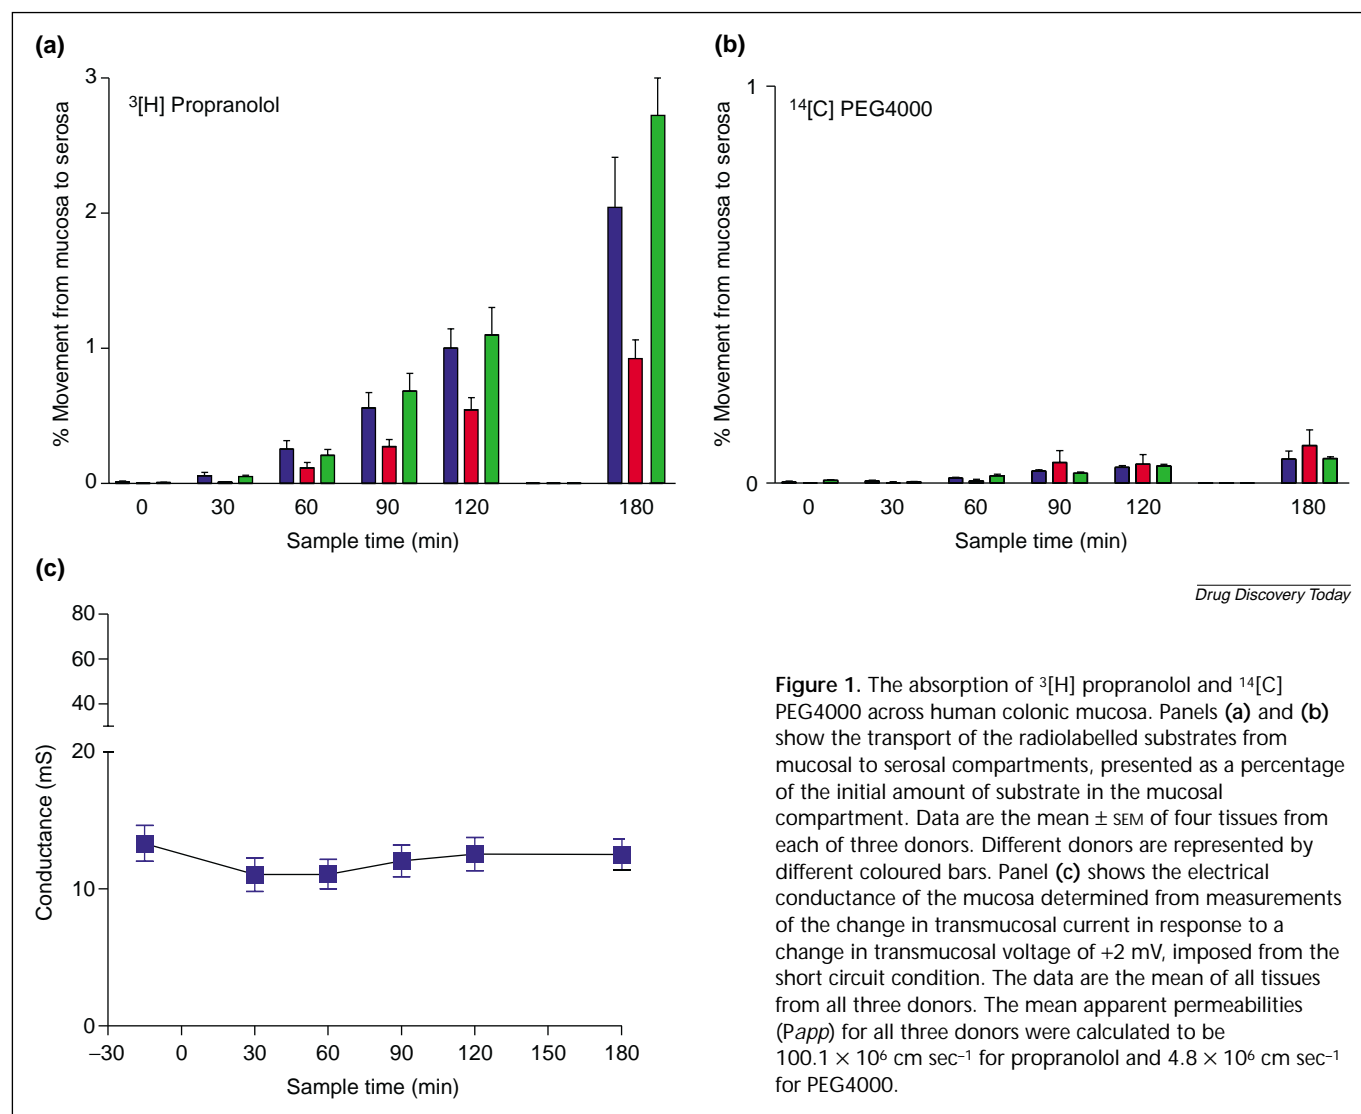 (a)
3
2
1
0
% Movement from mucosa to serosa
³[H] Propranolol
0 30 60 90 120 180
Sample time (min)
(b)
1
0
% Movement from mucosa to serosa
¹⁴[C] PEG4000
0 30 60 90 120 180
Sample time (min)
(c)
80
60
40
20
10
0
Conductance (mS)
–30 0 30 60 90 120 150 180
Sample time (min)
Drug Discovery Today
Figure 1. The absorption of ³[H] propranolol and ¹⁴[C]
PEG4000 across human colonic mucosa. Panels (a) and (b)
show the transport of the radiolabelled substrates from
mucosal to serosal compartments, presented as a percentage
of the initial amount of substrate in the mucosal
compartment. Data are the mean ± SEM of four tissues from
each of three donors. Different donors are represented by
different coloured bars. Panel (c) shows the electrical
conductance of the mucosa determined from measurements
of the change in transmucosal current in response to a
change in transmucosal voltage of +2 mV, imposed from the
short circuit condition. The data are the mean of all tissues
from all three donors. The mean apparent permeabilities
(Papp) for all three donors were calculated to be
100.1 × 10⁶ cm sec⁻¹ for propranolol and 4.8 × 10⁶ cm sec⁻¹
for PEG4000.